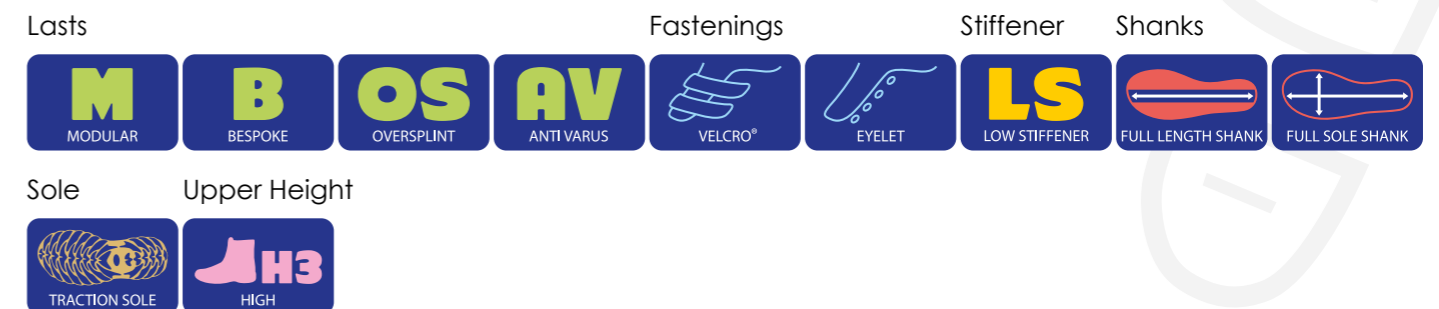 Lasts Fastenings Stiffener Shanks
M B OS AV LS
MODULAR BESPOKE OVERSPLINT ANTI VARUS VELCRO® EYELET LOW STIFFENER FULL LENGTH SHANK FULL SOLE SHANK
Sole Upper Height
H3
TRACTION SOLE HIGH